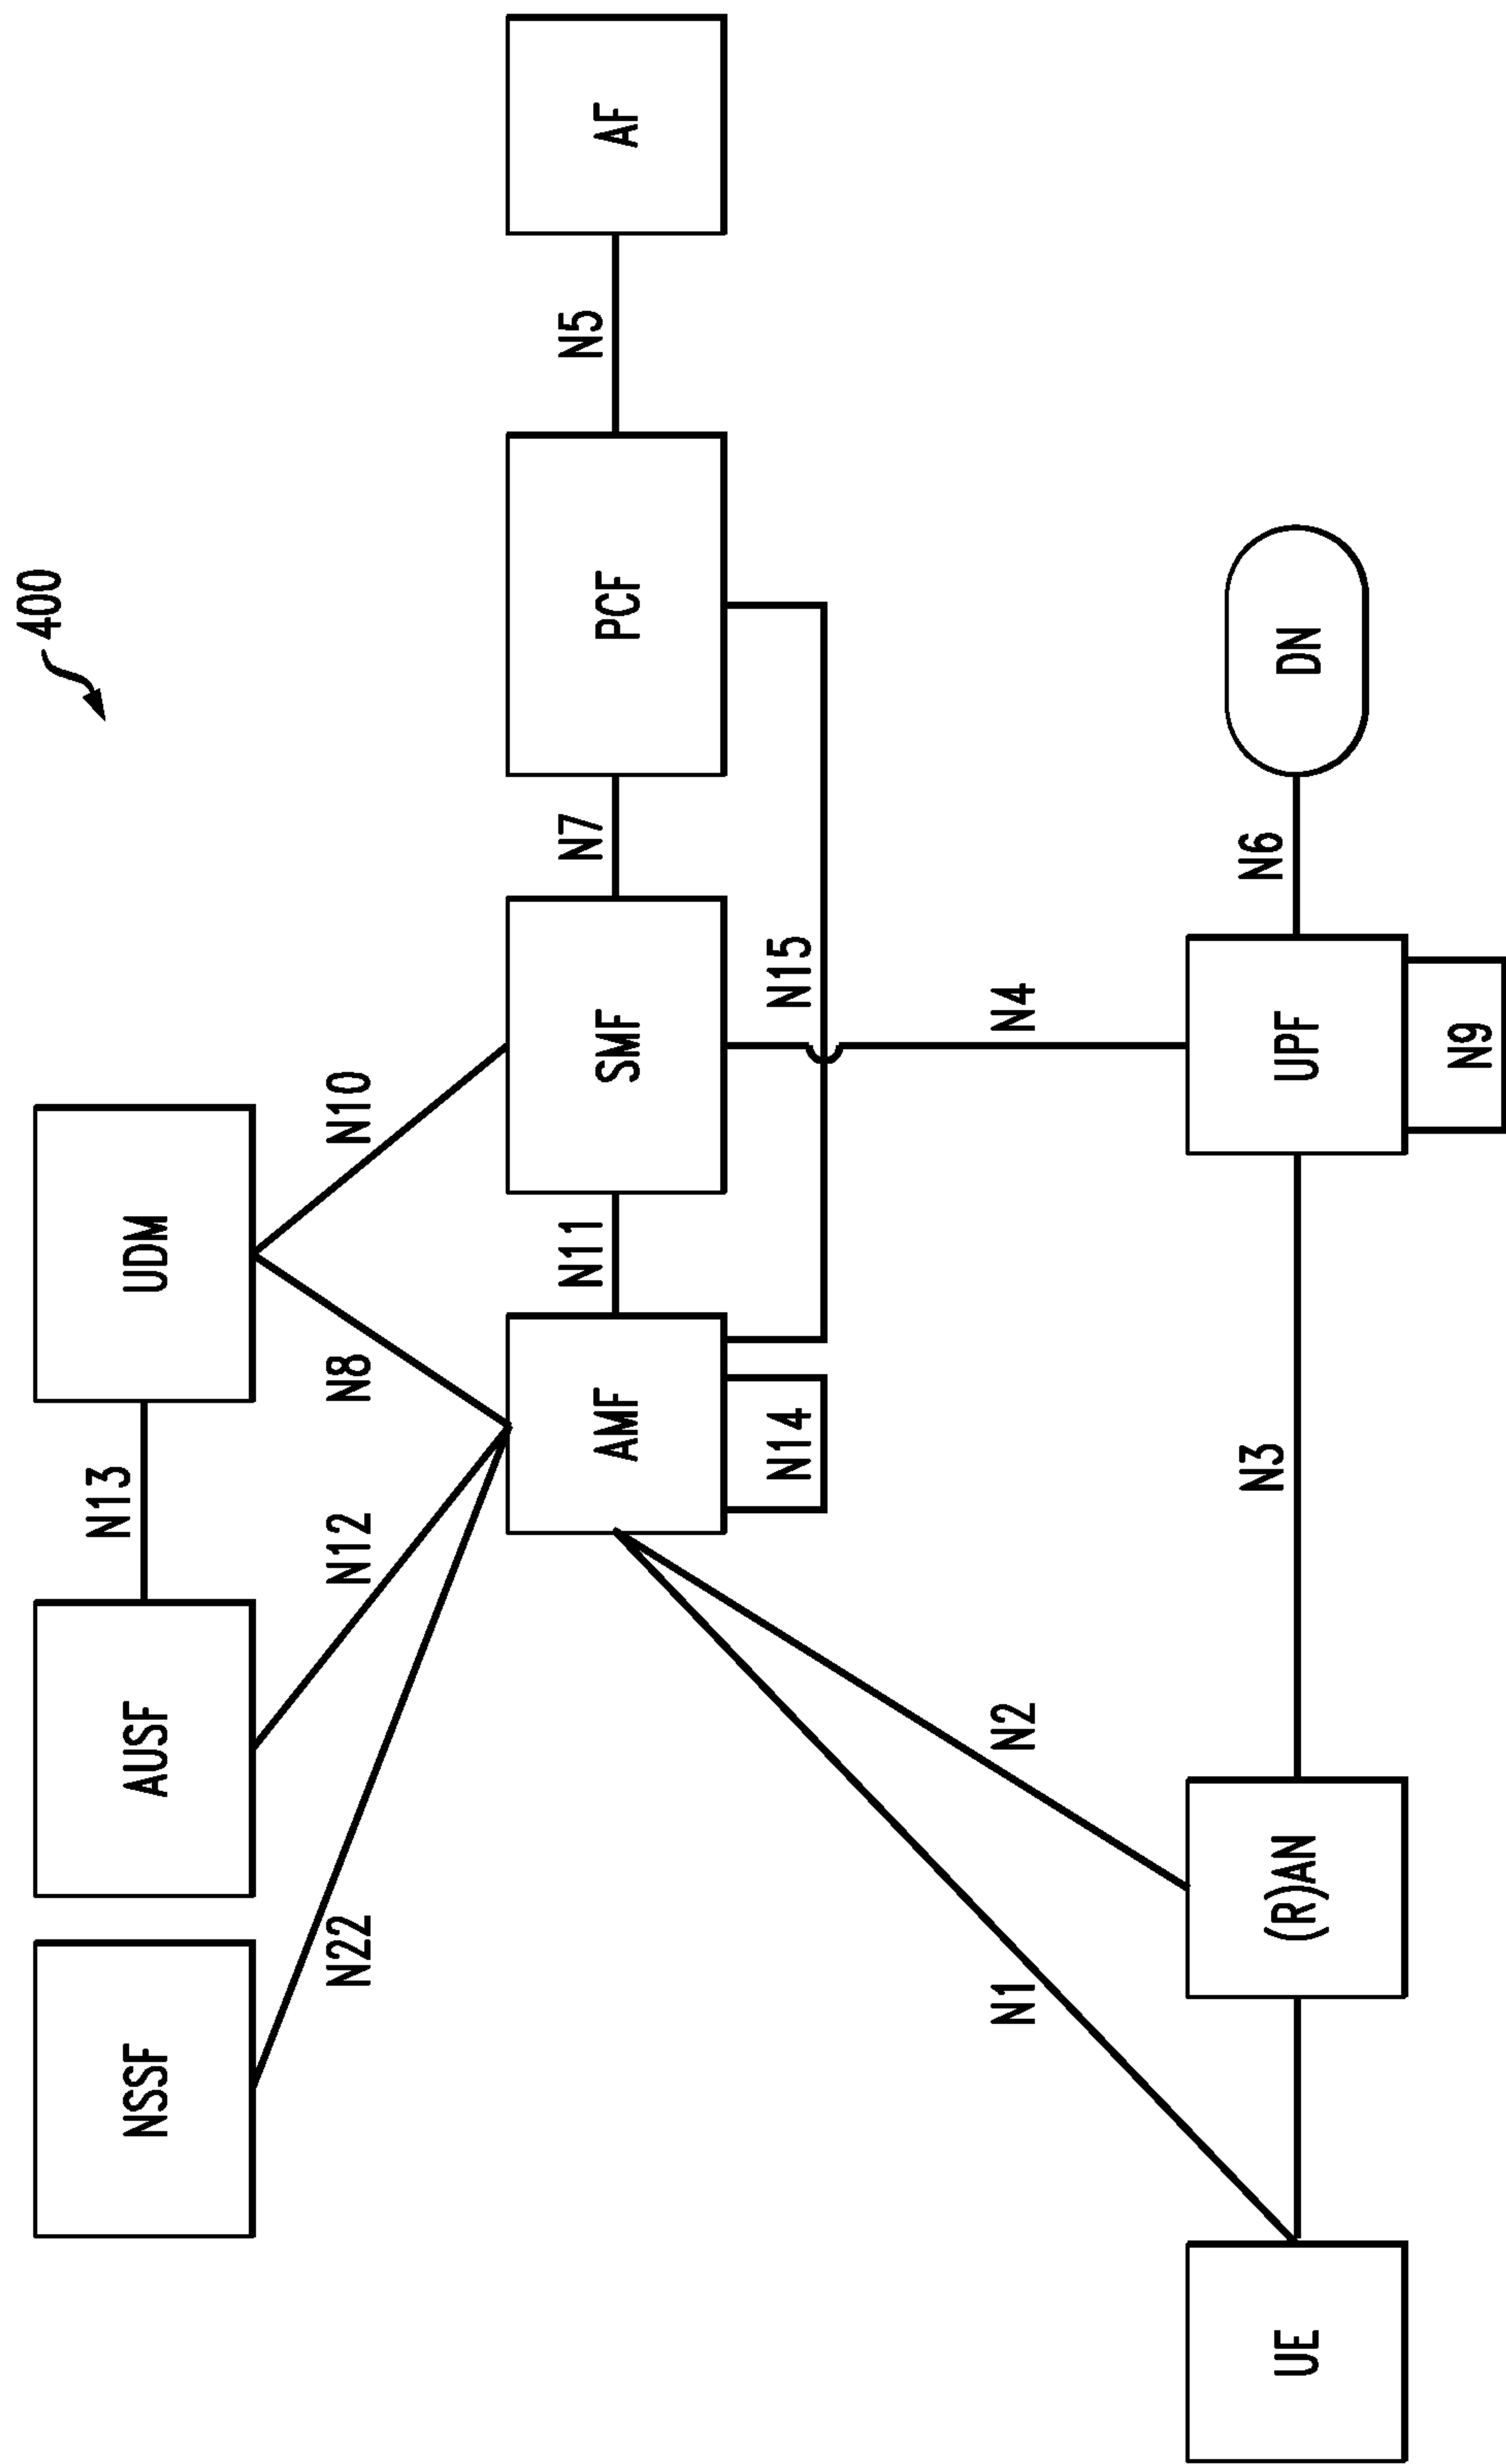 400
NSSF
AUSF
N13
UDM
N22
N12
N8
N10
AMF
N11
SMF
N7
PCF
N5
AF
N14
N15
N1
N2
N4
UE
(R)AN
N3
UPF
N6
DN
N9